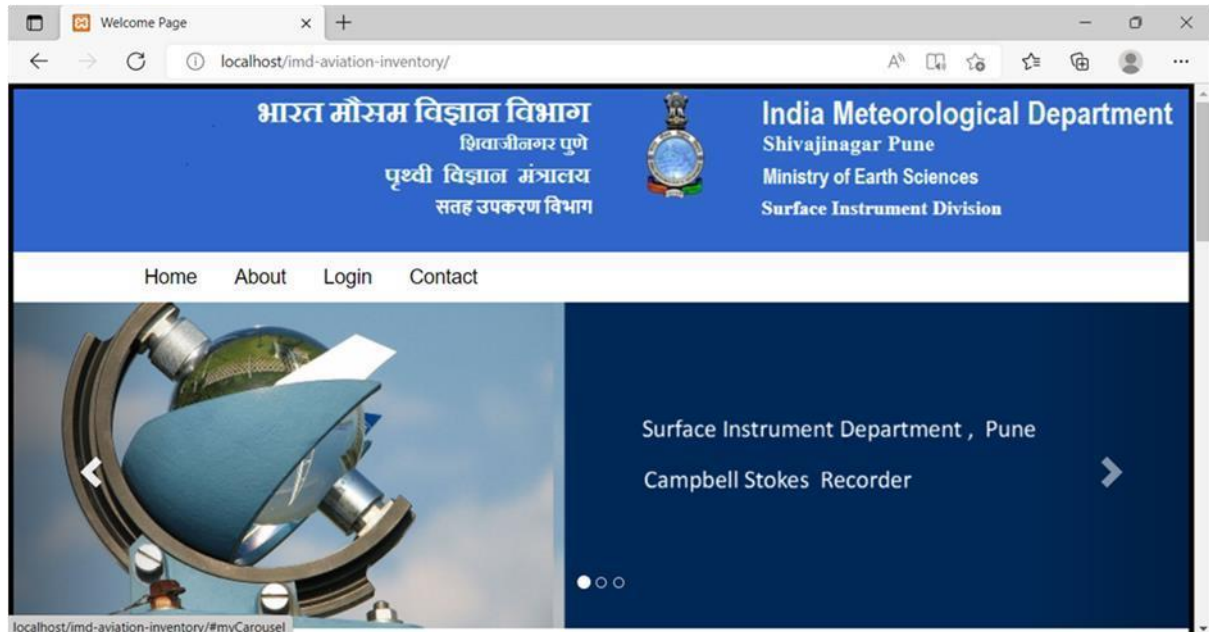 Welcome Page
localhost/imd-aviation-inventory/
भारत मौसम विज्ञान विभाग
शिवाजीनगर पुणे
पृथ्वी विज्ञान मंत्रालय
सतह उपकरण विभाग
India Meteorological Department
Shivajinagar Pune
Ministry of Earth Sciences
Surface Instrument Division
Home About Login Contact
Surface Instrument Department , Pune
Campbell Stokes Recorder
localhost/imd-aviation-inventory/#myCarousel